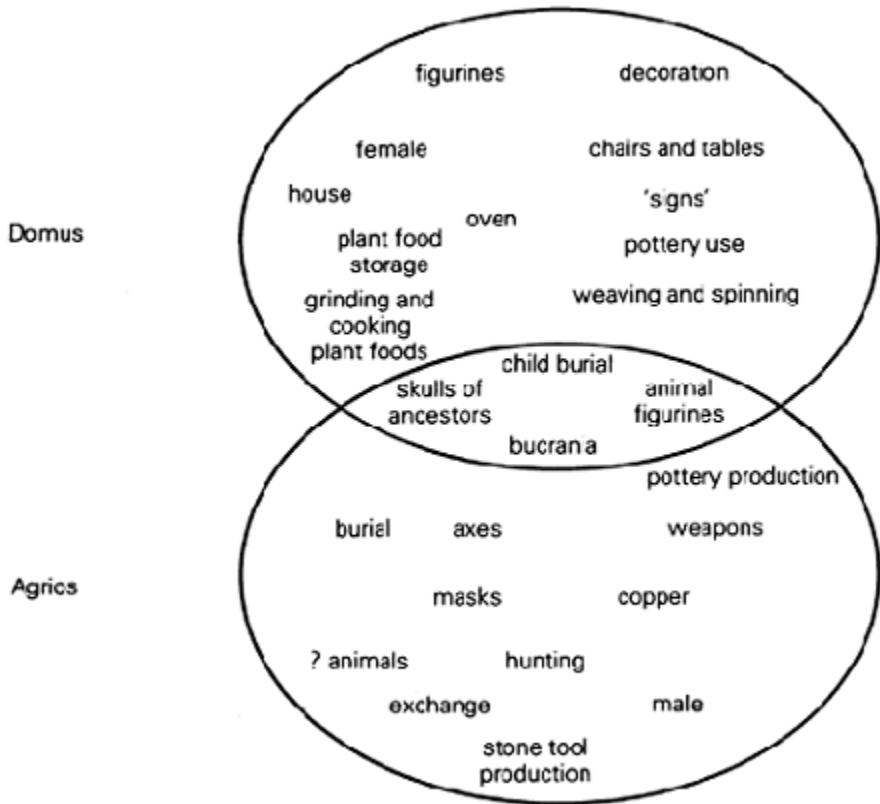 figurines
decoration
female
chairs and tables
house
'signs'
oven
Domus
plant food
storage
pottery use
grinding and
cooking
plant foods
weaving and spinning
child burial
skulls of
ancestors
animal
figurines
bucrania
pottery production
burial
axes
weapons
Agrios
masks
copper
? animals
hunting
exchange
male
stone tool
production